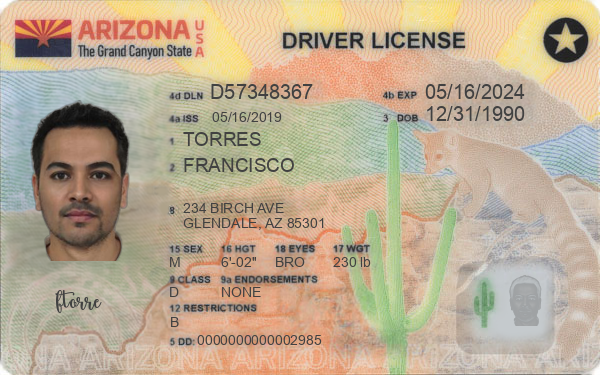 ARIZONA USA
The Grand Canyon State
DRIVER LICENSE
4d DLN D57348367
4b EXP 05/16/2024
4a ISS 05/16/2019
3 DOB 12/31/1990
1 TORRES
2 FRANCISCO
8 234 BIRCH AVE
GLENDALE, AZ 85301
15 SEX 16 HGT 18 EYES 17 WGT
M 6'-02" BRO 230 lb
9 CLASS 9a ENDORSEMENTS
D NONE
12 RESTRICTIONS
B
5 DD: 0000000000002985
ftorre
ARIZONA ARIZONA ARIZONA